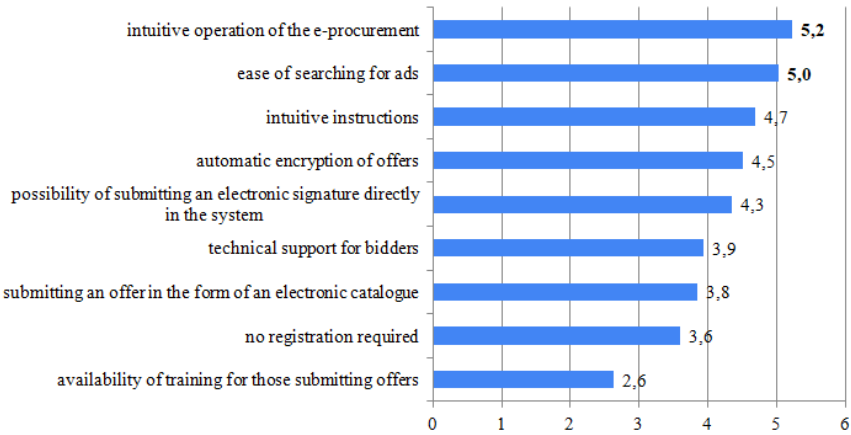 intuitive operation of the e-procurement 5,2
ease of searching for ads 5,0
intuitive instructions 4,7
automatic encryption of offers 4,5
possibility of submitting an electronic signature directly
in the system 4,3
technical support for bidders 3,9
submitting an offer in the form of an electronic catalogue 3,8
no registration required 3,6
availability of training for those submitting offers 2,6
0 1 2 3 4 5 6